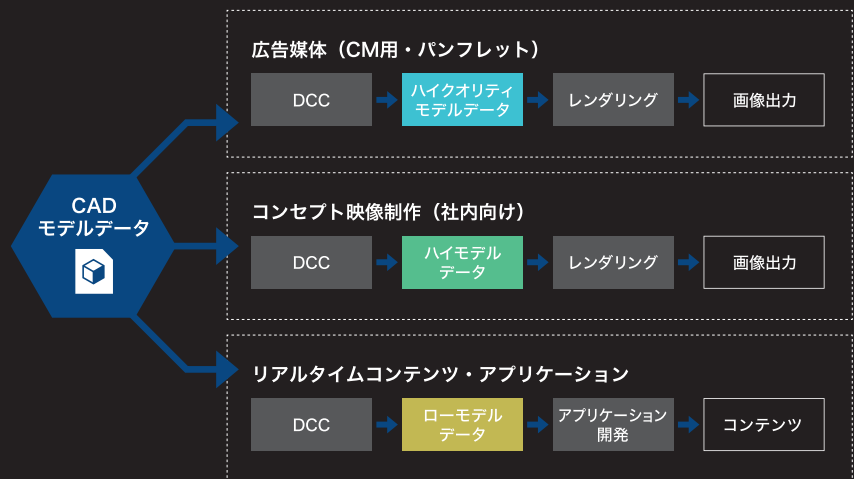 CAD
モデルデータ
広告媒体（CM用・パンフレット）
DCC
ハイクオリティ
モデルデータ
レンダリング
画像出力
コンセプト映像制作（社内向け）
DCC
ハイモデル
データ
レンダリング
画像出力
リアルタイムコンテンツ・アプリケーション
DCC
ローモデル
データ
アプリケーション
開発
コンテンツ